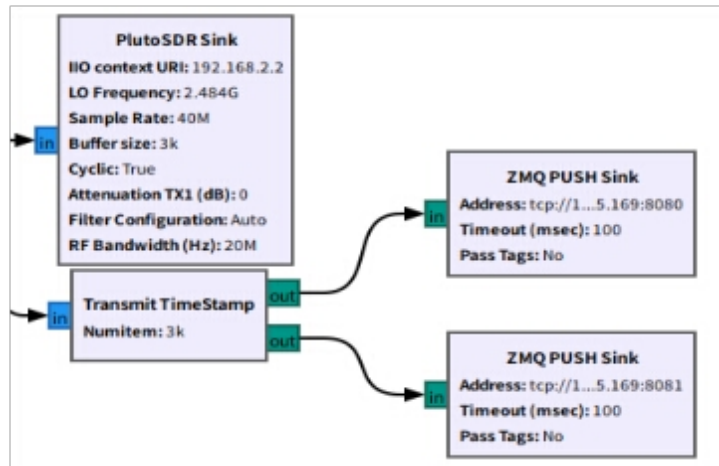 PlutoSDR Sink
IIO context URI: 192.168.2.2
LO Frequency: 2.484G
Sample Rate: 40M
in
Buffer size: 3k
Cyclic: True
Attenuation TX1 (dB): 0
Filter Configuration: Auto
RF Bandwidth (Hz): 20M
ZMQ PUSH Sink
Address: tcp://1...5.169:8080
in
Timeout (msec): 100
Pass Tags: No
Transmit TimeStamp
in
Numitem: 3k
out
out
ZMQ PUSH Sink
Address: tcp://1...5.169:8081
in
Timeout (msec): 100
Pass Tags: No